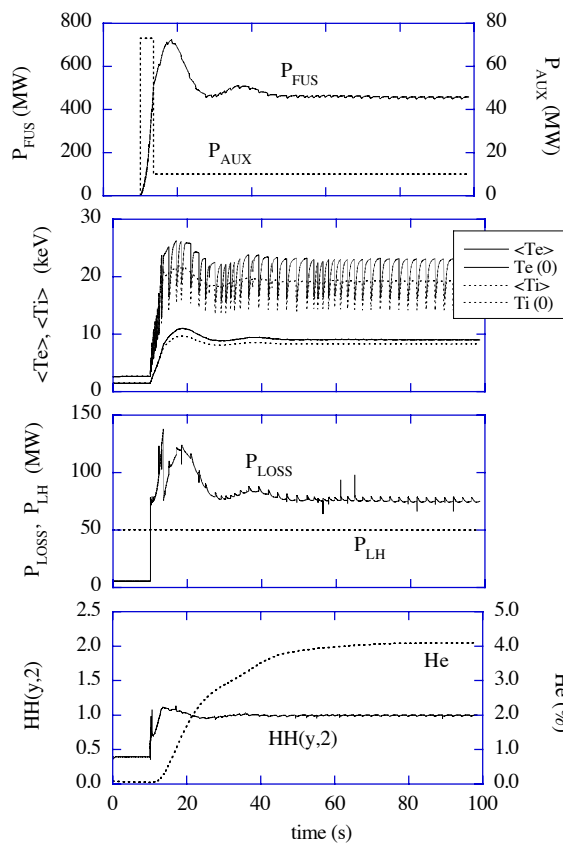 800
600
400
200
0
P_FUS (MW)
P_FUS
P_AUX
80
60
40
20
0
P_AUX (MW)
30
20
10
0
<Te>, <Ti> (keV)
<Te>
Te (0)
<Ti>
Ti (0)
150
100
50
0
P_LOSS, P_LH (MW)
P_LOSS
P_LH
2.5
2.0
1.5
1.0
0.5
0.0
HH(y,2)
He
HH(y,2)
5.0
4.0
3.0
2.0
1.0
0.0
He (%)
0 20 40 60 80 100
time (s)